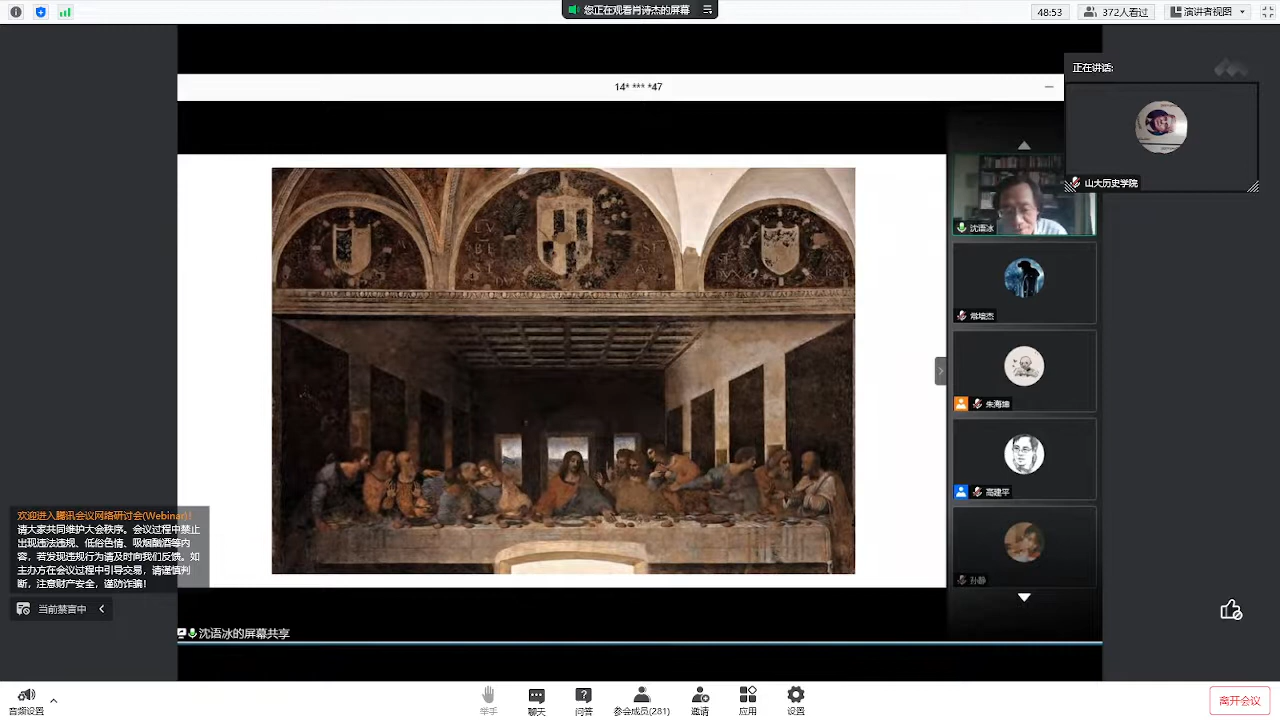 您正在观看肖诗杰的屏幕
48:53
372人看过
演讲者视图
14* *** *47
正在讲话:
山大历史学院
沈语冰
常培杰
朱海坤
高建平
孙静
欢迎进入腾讯会议网络研讨会(Webinar)！
请大家共同维护大会秩序。会议过程中禁止
出现违法违规、低俗色情、吸烟酗酒等内
容，若发现违规行为请及时向我们反馈。如
主办方在会议过程中引导交易，请谨慎判
断，注意财产安全，谨防诈骗！
当前禁言中
沈语冰的屏幕共享
音频设置
举手
聊天
问答
参会成员(281)
邀请
应用
设置
离开会议